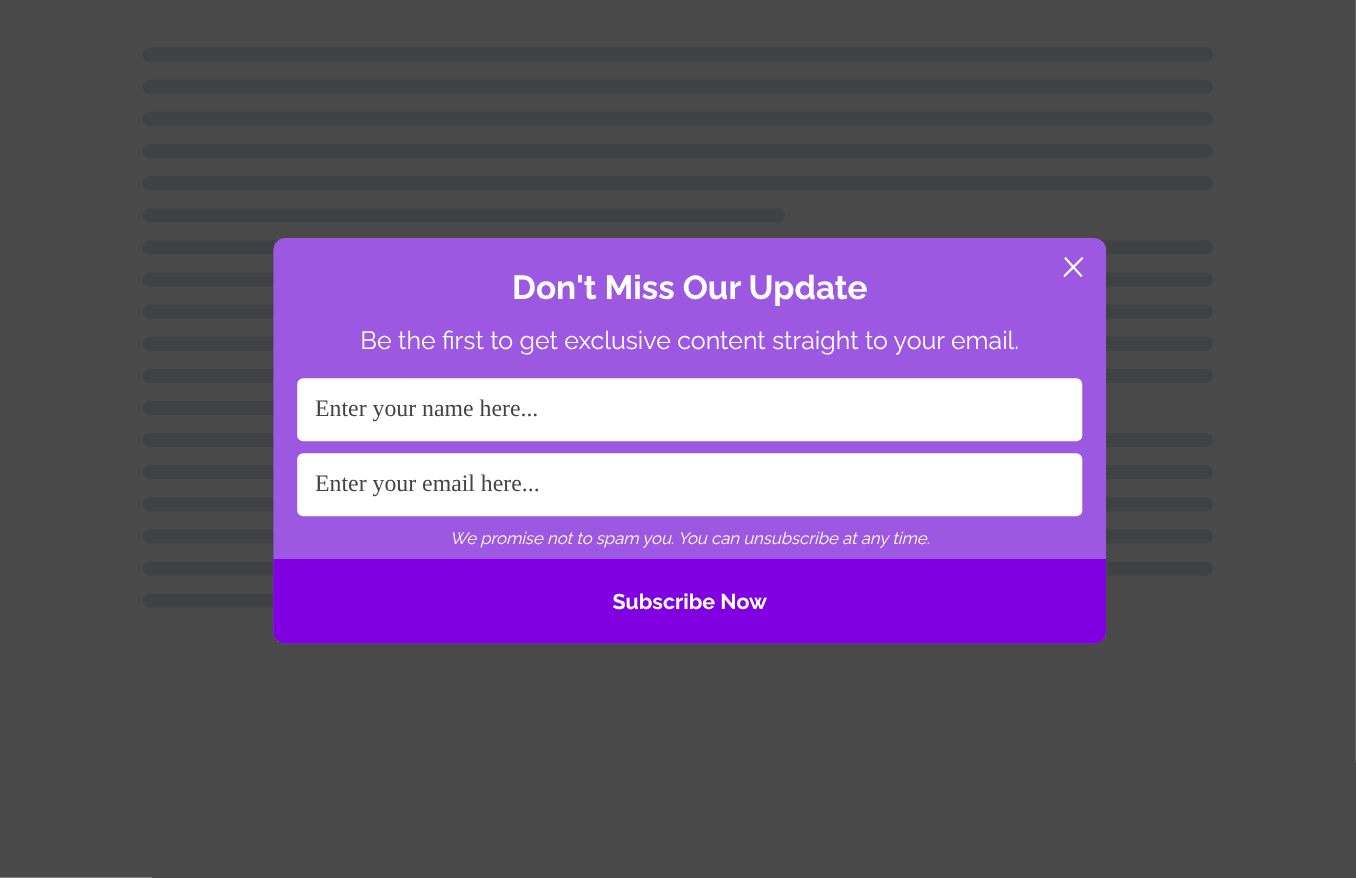 Don't Miss Our Update
Be the first to get exclusive content straight to your email.
Enter your name here...
Enter your email here...
We promise not to spam you. You can unsubscribe at any time.
Subscribe Now